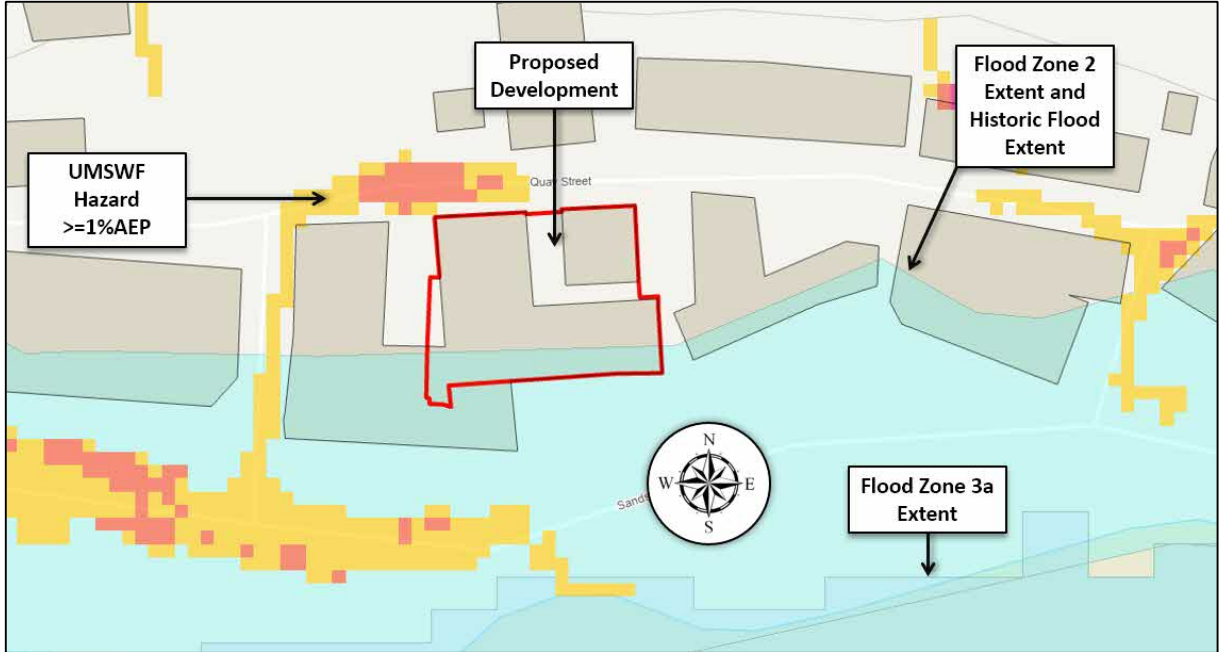 Proposed
Development
Flood Zone 2
Extent and
Historic Flood
Extent
UMSWF
Hazard
>=1%AEP
Quay Street
N
W
E
S
Sands
Flood Zone 3a
Extent